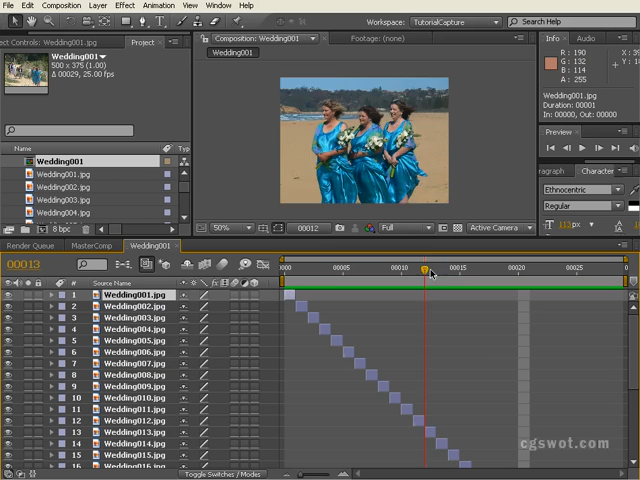 File Edit Composition Layer Effect Animation View Window Help
Workspace: TutorialCapture Search Help
ct Controls: Wedding001.jpg Project
Composition: Wedding001 Footage: (none)
Info Audio
Wedding001
500 x 375 (1.00)
Δ 00029, 25.00 fps
Wedding001
R : 190
G : 132
B : 114
A : 255
Wedding001.jpg
Duration: 00001
In: 00000, Out: 00000
Preview
Name Typ
Wedding001
Wedding001.jpg
Wedding002.jpg
Wedding003.jpg
Wedding004.jpg
8 bpc
aragraph Character
Ethnocentric
Regular
50% 00012 Full Active Camera
Render Queue MasterComp Wedding001
00013
0000 00005 00010 00015 00020 00025
# Source Name
1 Wedding001.jpg
2 Wedding002.jpg
3 Wedding003.jpg
4 Wedding004.jpg
5 Wedding005.jpg
6 Wedding006.jpg
7 Wedding007.jpg
8 Wedding008.jpg
9 Wedding009.jpg
10 Wedding010.jpg
11 Wedding011.jpg
12 Wedding012.jpg
13 Wedding013.jpg
14 Wedding014.jpg
15 Wedding015.jpg
16 Wedding016.jpg
cgswot.com
Toggle Switches / Modes